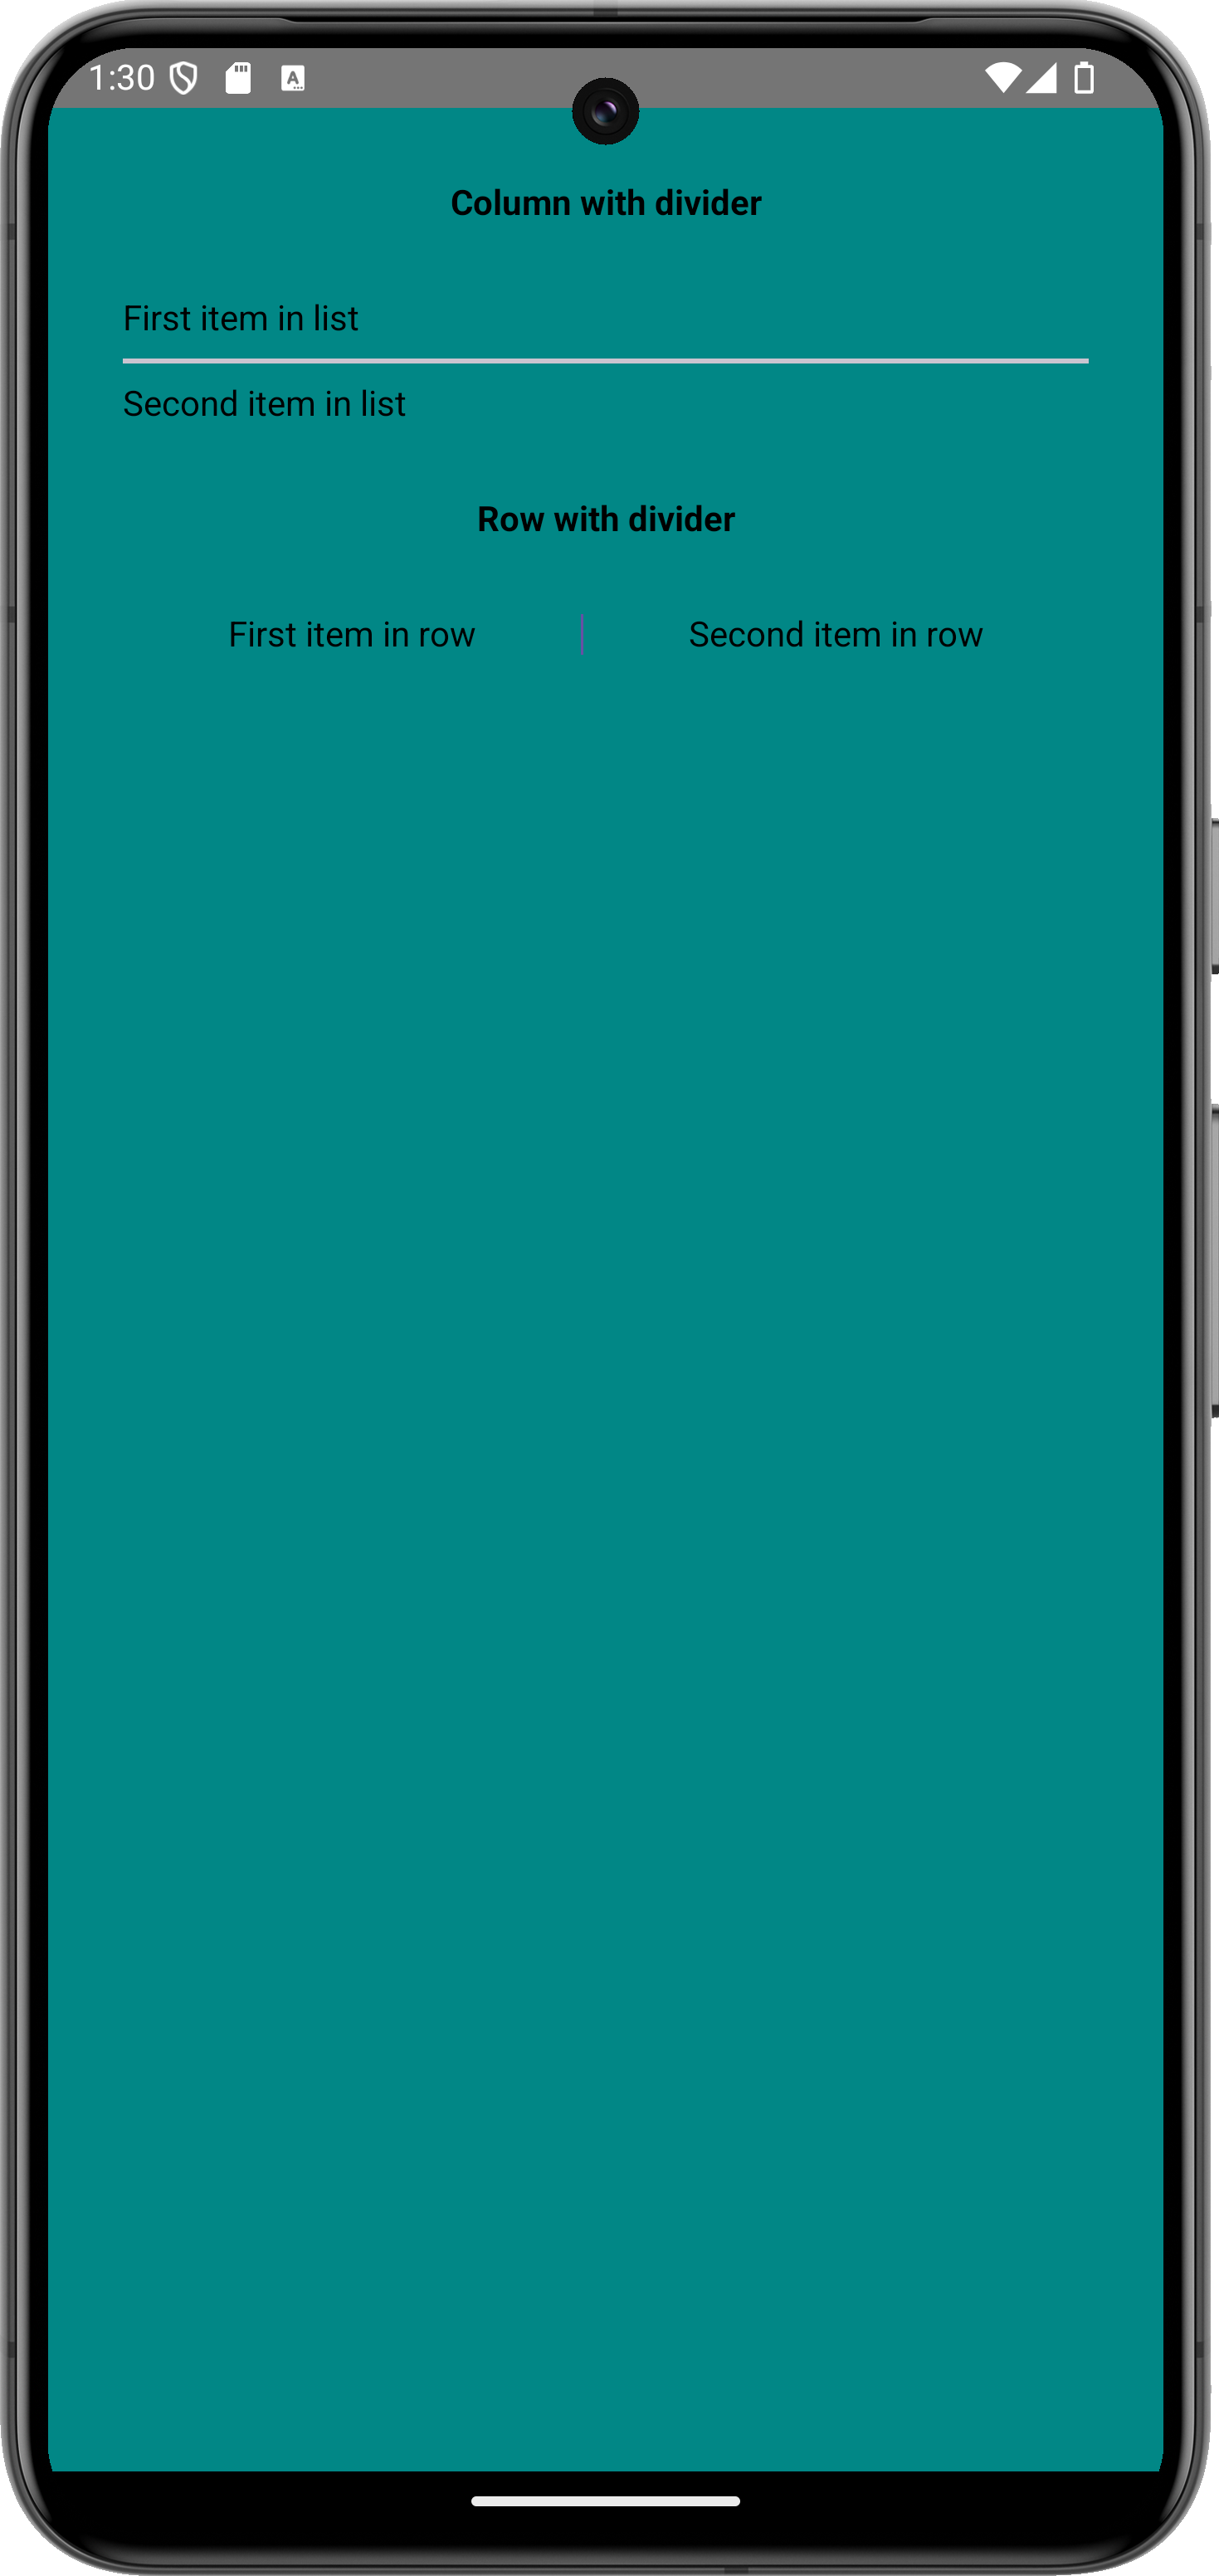 1:30
Column with divider
First item in list
Second item in list
Row with divider
First item in row Second item in row